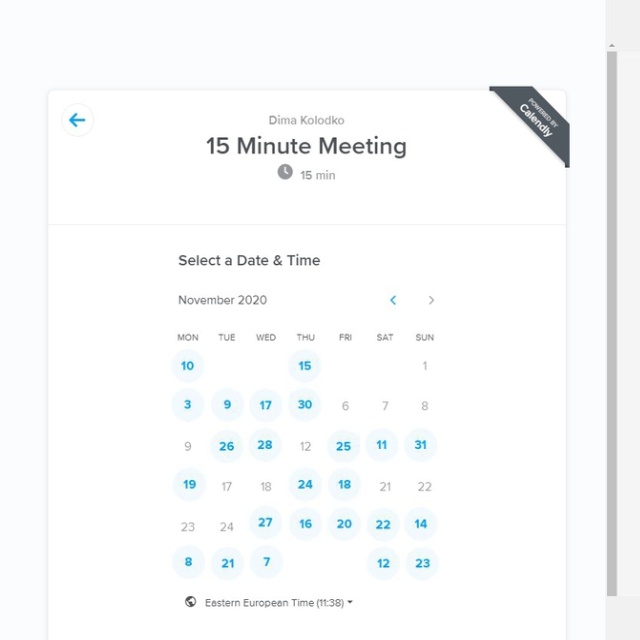 Dima Kolodko
15 Minute Meeting
15 min
POWERED BY
Calendly
Select a Date & Time
November 2020
MON TUE WED THU FRI SAT SUN
10 15 1
3 9 17 30 6 7 8
9 26 28 12 25 11 31
19 17 18 24 18 21 22
23 24 27 16 20 22 14
8 21 7 12 23
Eastern European Time (11:38)